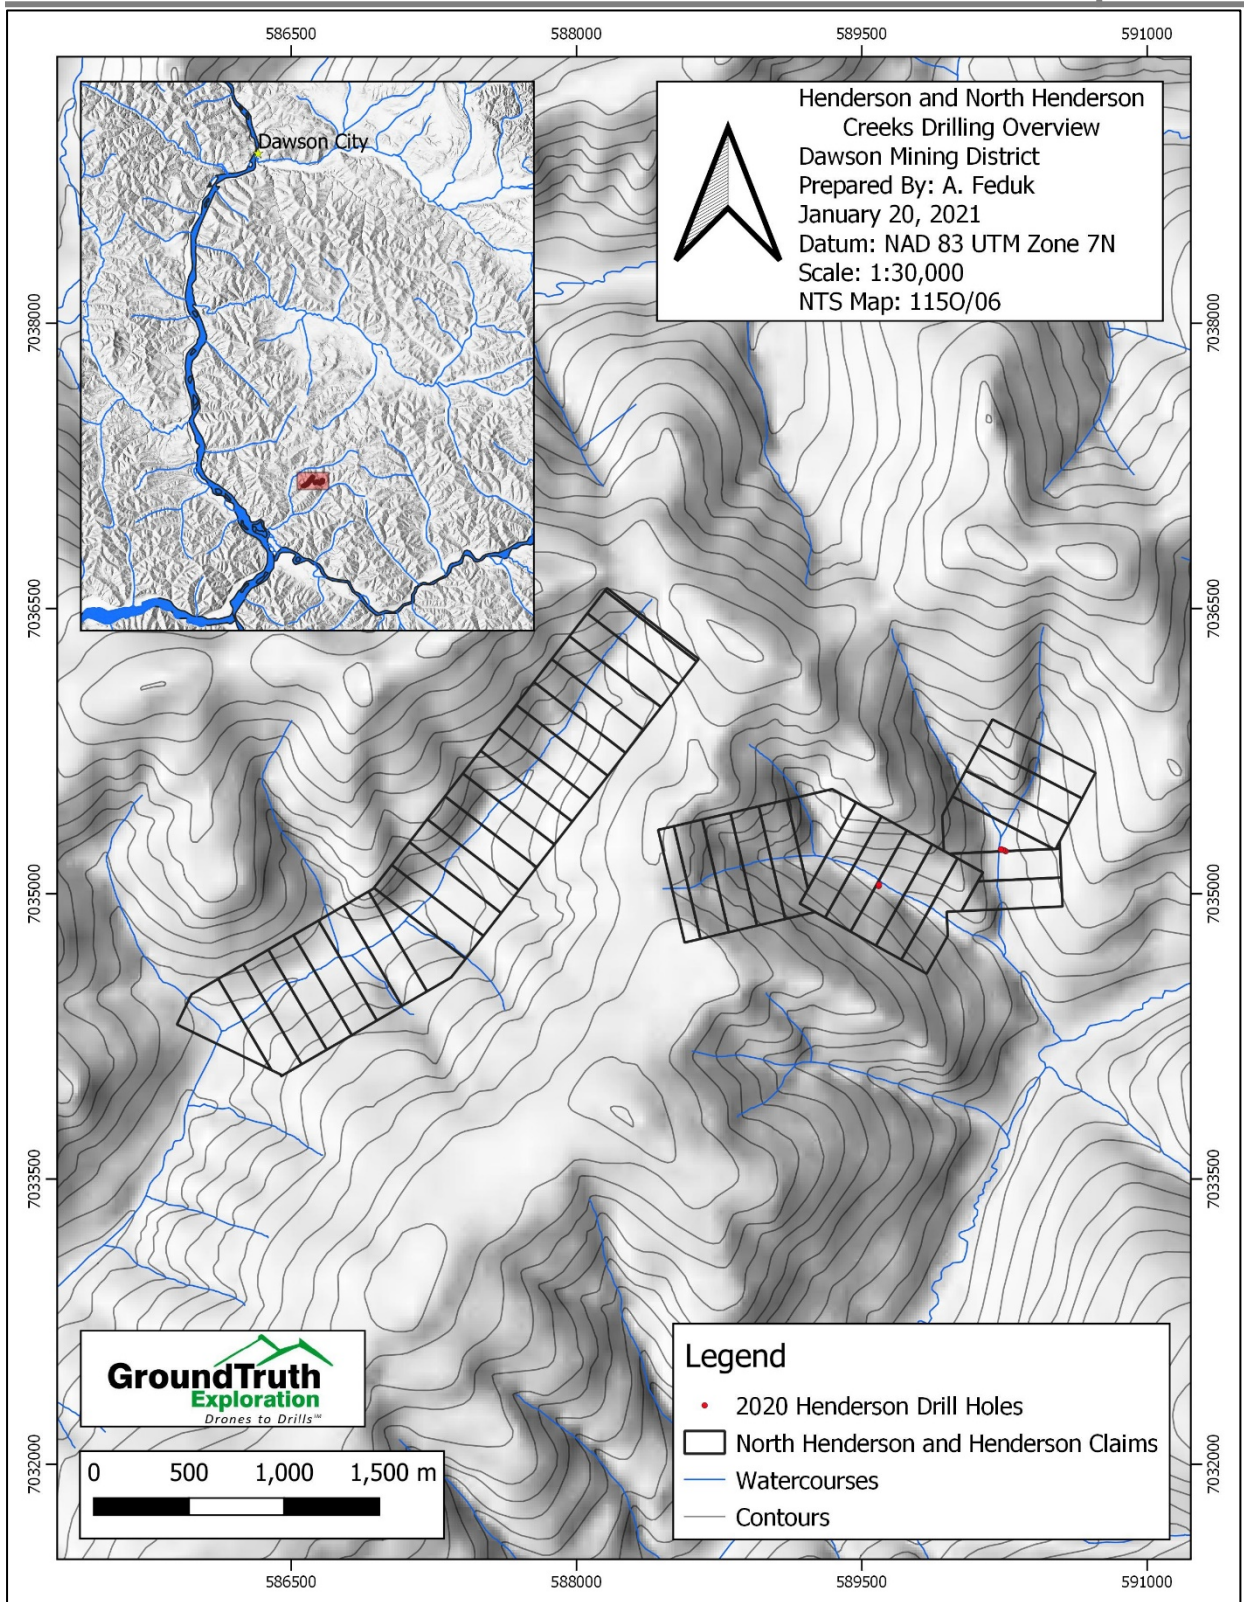 586500
588000
589500
591000
Dawson City
Henderson and North Henderson
Creeks Drilling Overview
Dawson Mining District
Prepared By: A. Feduk
January 20, 2021
Datum: NAD 83 UTM Zone 7N
Scale: 1:30,000
NTS Map: 115O/06
7038000
7038000
7036500
7036500
7035000
7035000
7033500
7033500
7032000
7032000
GroundTruth
Exploration
Drones to Drills℠
0 500 1,000 1,500 m
Legend
2020 Henderson Drill Holes
North Henderson and Henderson Claims
Watercourses
Contours
586500
588000
589500
591000